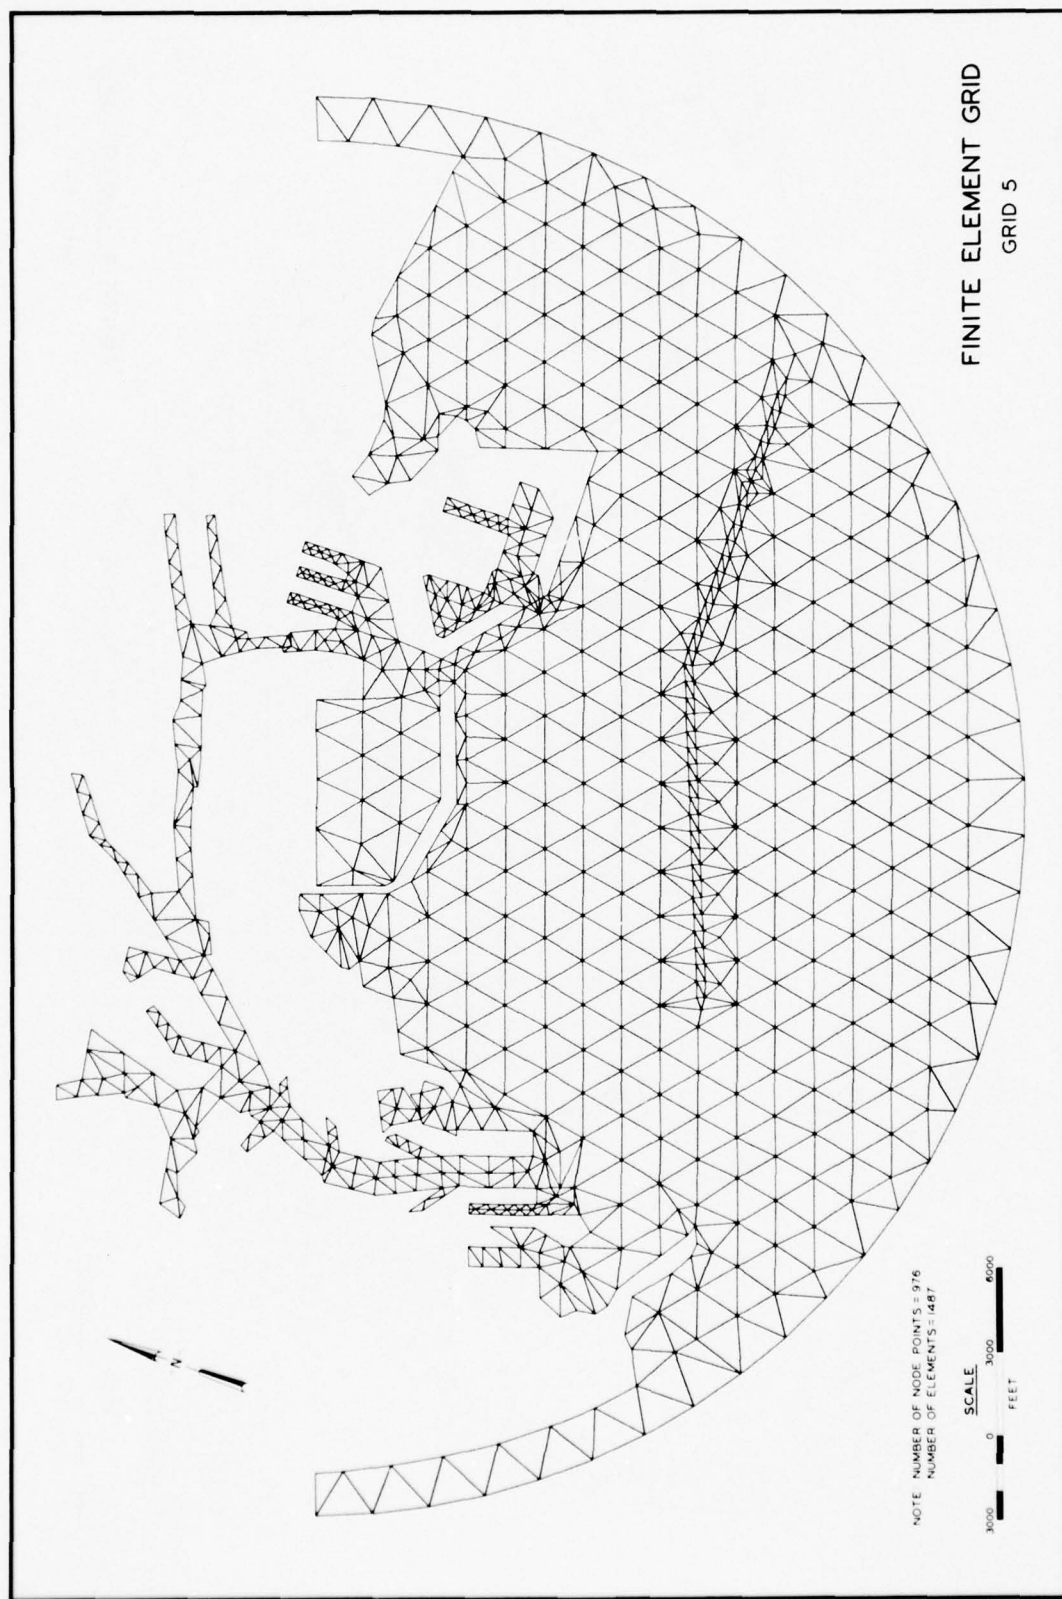 FINITE ELEMENT GRID
GRID 5
N
NOTE NUMBER OF NODE POINTS = 976
NUMBER OF ELEMENTS = 1487
SCALE
3000 0 3000 6000
FEET